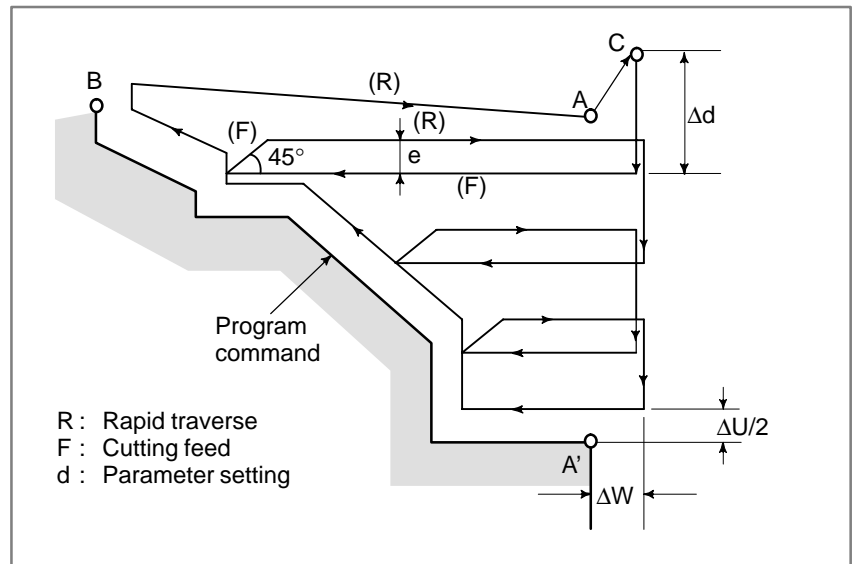 C
B
(R)
A
Δd
(R)
(F)
45°
e
(F)
Program
command
R : Rapid traverse
F : Cutting feed
d : Parameter setting
ΔU/2
A'
ΔW